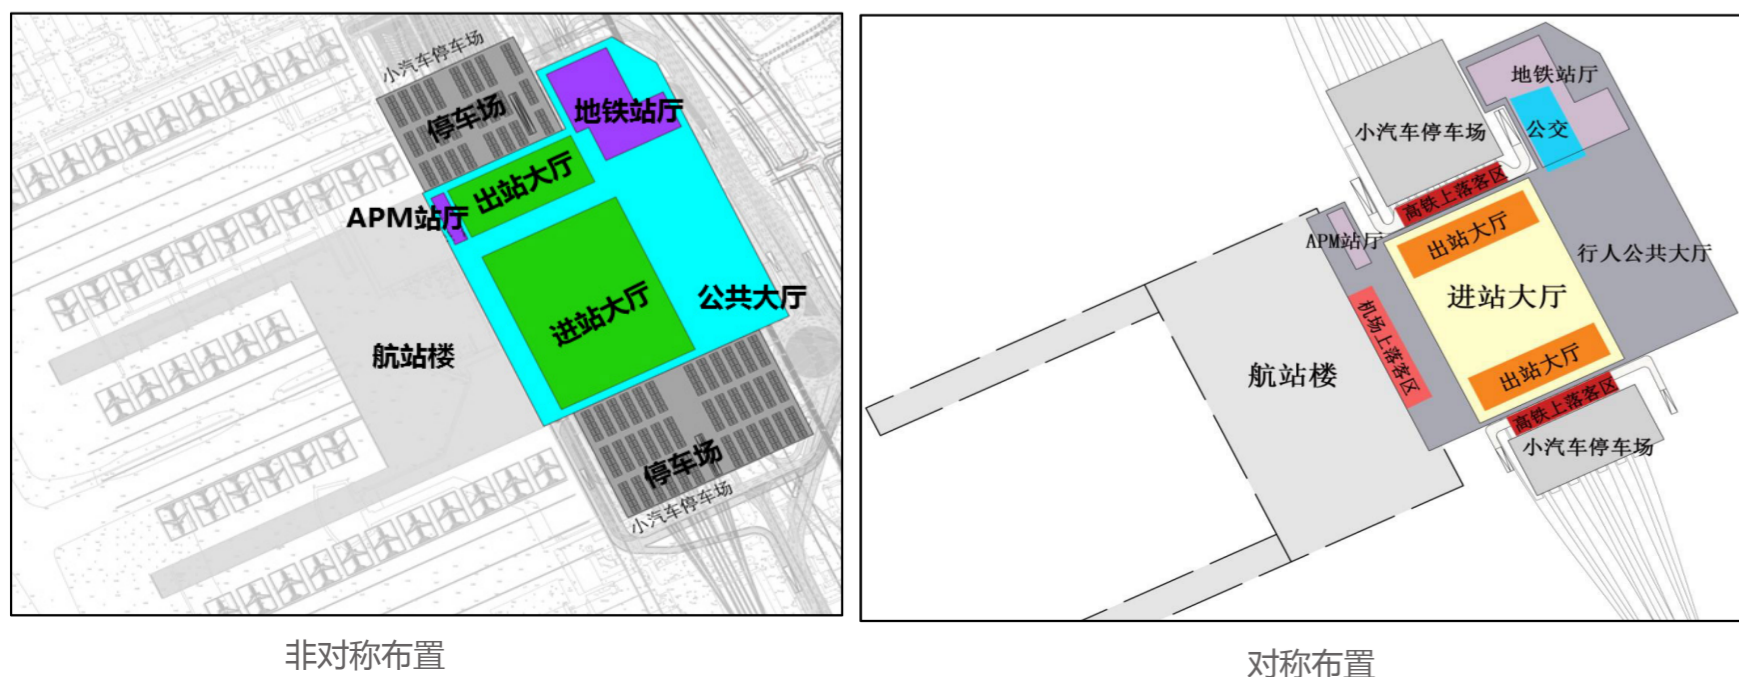 小汽车停车场
停车场
地铁站厅
出站大厅
APM站厅
进站大厅
公共大厅
航站楼
停车场
小汽车停车场
非对称布置
地铁站厅
小汽车停车场
公交
高铁上落客区
APM站厅
出站大厅
行人公共大厅
进站大厅
机场上落客区
航站楼
出站大厅
高铁上落客区
小汽车停车场
对称布置